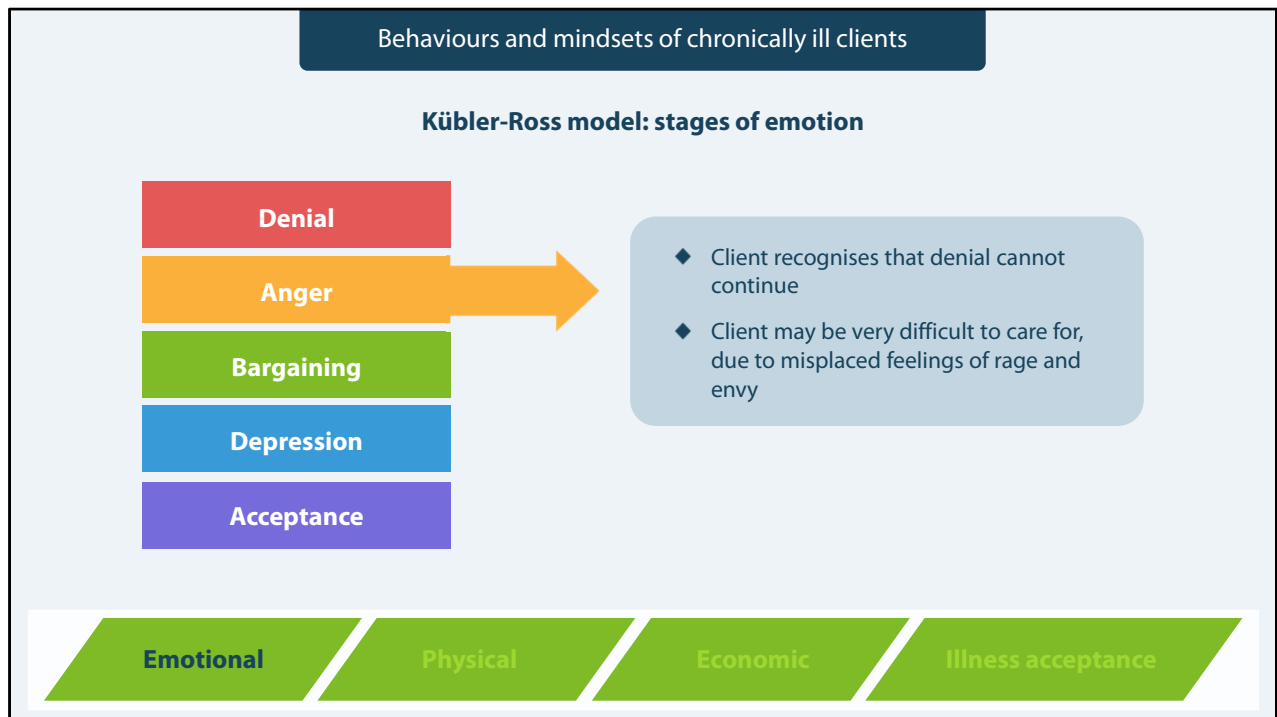 Behaviours and mindsets of chronically ill clients
Kübler-Ross model: stages of emotion
Denial
Anger
Bargaining
Depression
Acceptance
◆ Client recognises that denial cannot
continue
◆ Client may be very difficult to care for,
due to misplaced feelings of rage and
envy
Emotional
Physical
Economic
Illness acceptance